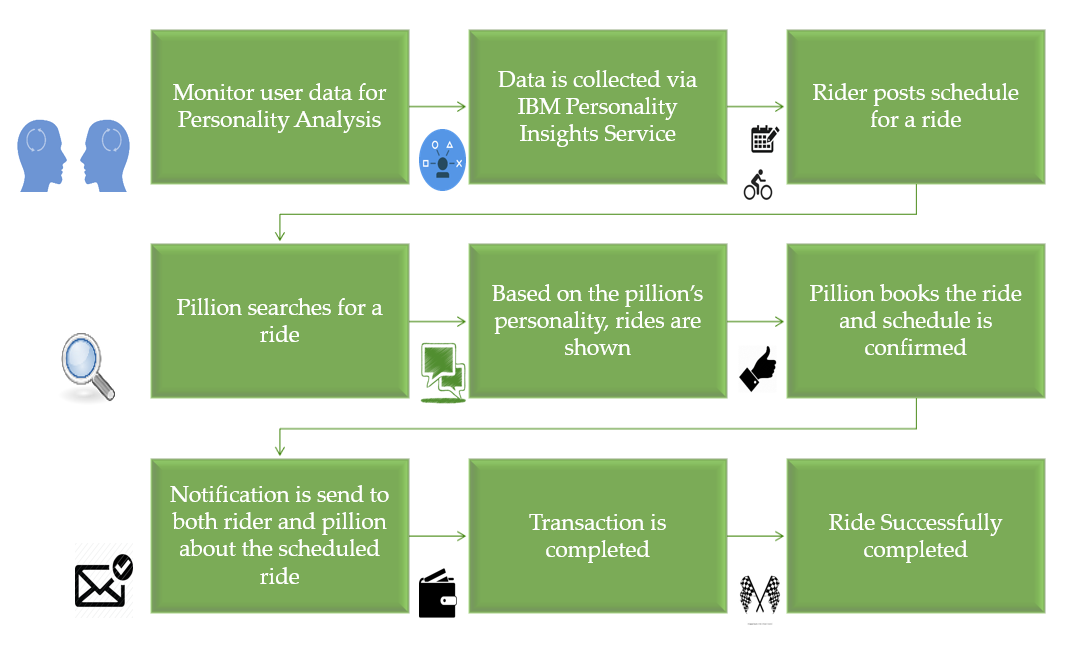 Monitor user data for
Personality Analysis
Data is collected via
IBM Personality
Insights Service
Rider posts schedule
for a ride
Pillion searches for a
ride
Based on the pillion’s
personality, rides are
shown
Pillion books the ride
and schedule is
confirmed
Notification is send to
both rider and pillion
about the scheduled
ride
Transaction is
completed
Ride Successfully
completed